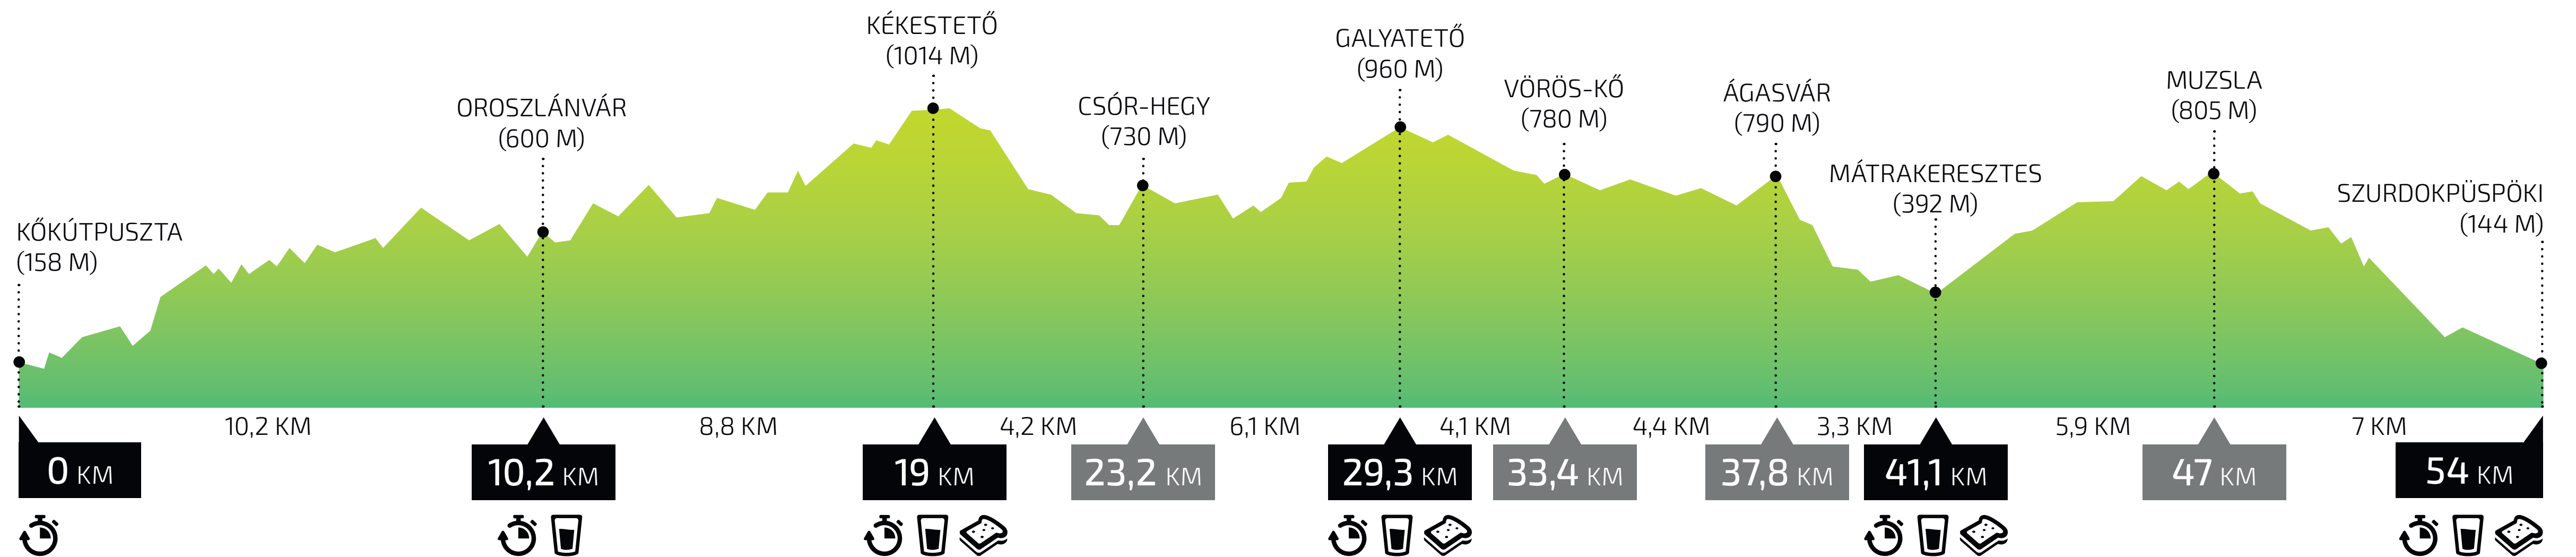 KŐKÚTPUSZTA
(158 M)
OROSZLÁNVÁR
(600 M)
KÉKESTETŐ
(1014 M)
CSÓR-HEGY
(730 M)
GALYATETŐ
(960 M)
VÖRÖS-KŐ
(780 M)
ÁGASVÁR
(790 M)
MÁTRAKERESZTES
(392 M)
MUZSLA
(805 M)
SZURDOKPÜSPÖKI
(144 M)
10,2 KM
8,8 KM
4,2 KM
6,1 KM
4,1 KM
4,4 KM
3,3 KM
5,9 KM
7 KM
0 KM
10,2 KM
19 KM
23,2 KM
29,3 KM
33,4 KM
37,8 KM
41,1 KM
47 KM
54 KM